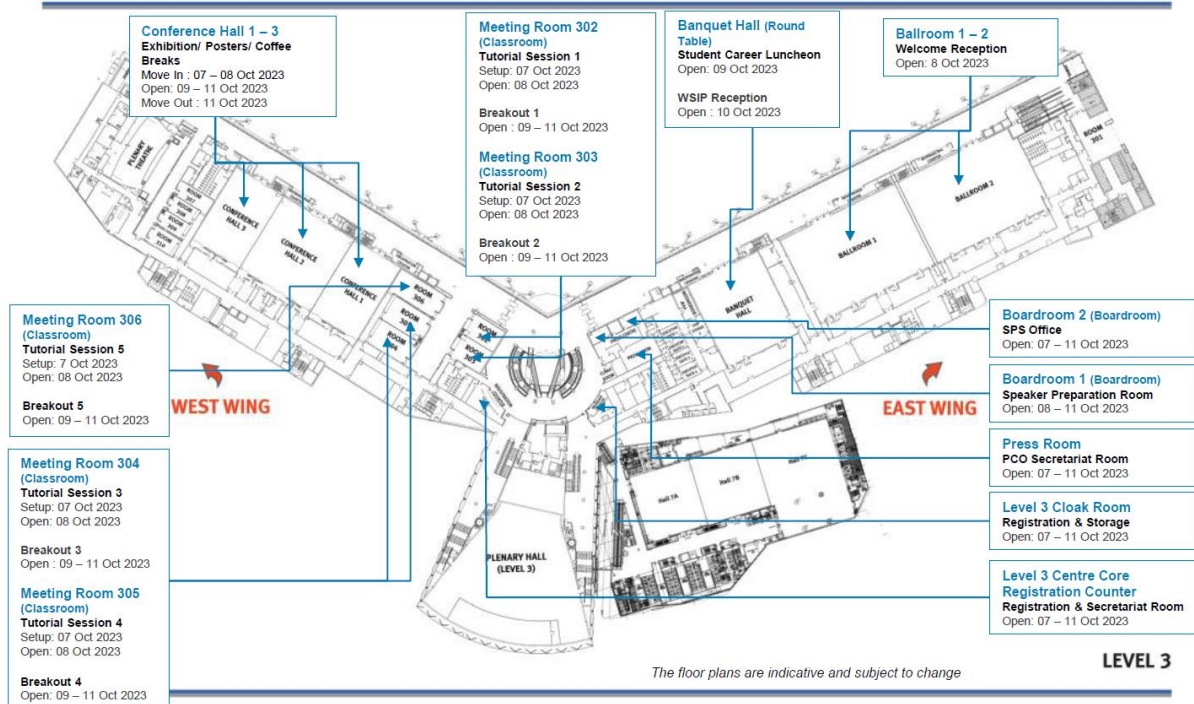 Conference Hall 1 – 3
Exhibition/ Posters/ Coffee
Breaks
Move In : 07 – 08 Oct 2023
Open: 09 – 11 Oct 2023
Move Out : 11 Oct 2023
Meeting Room 302
(Classroom)
Tutorial Session 1
Setup: 07 Oct 2023
Open: 08 Oct 2023
Breakout 1
Open : 09 – 11 Oct 2023
Meeting Room 303
(Classroom)
Tutorial Session 2
Setup: 07 Oct 2023
Open: 08 Oct 2023
Breakout 2
Open : 09 – 11 Oct 2023
Banquet Hall (Round
Table)
Student Career Luncheon
Open: 09 Oct 2023
WSIP Reception
Open : 10 Oct 2023
Ballroom 1 – 2
Welcome Reception
Open: 8 Oct 2023
PLENARY
THEATRE
ROOM
307
ROOM
308
ROOM
309
ROOM
310
CONFERENCE
HALL 3
CONFERENCE
HALL 2
CONFERENCE
HALL 1
ROOM
306
ROOM
ROOM
304
ROOM
ROOM
303
BANQUET
HALL
BALLROOM 1
BALLROOM 2
ROOM
301
Meeting Room 306
(Classroom)
Tutorial Session 5
Setup: 7 Oct 2023
Open: 08 Oct 2023
Breakout 5
Open: 09 – 11 Oct 2023
WEST WING
EAST WING
Meeting Room 304
(Classroom)
Tutorial Session 3
Setup: 07 Oct 2023
Open: 08 Oct 2023
Breakout 3
Open : 09 – 11 Oct 2023
Meeting Room 305
(Classroom)
Tutorial Session 4
Setup: 07 Oct 2023
Open: 08 Oct 2023
Breakout 4
Open: 09 – 11 Oct 2023
Hall 7A
Hall 7B
PLENARY HALL
(LEVEL 3)
Boardroom 2 (Boardroom)
SPS Office
Open: 07 – 11 Oct 2023
Boardroom 1 (Boardroom)
Speaker Preparation Room
Open: 08 – 11 Oct 2023
Press Room
PCO Secretariat Room
Open: 07 – 11 Oct 2023
Level 3 Cloak Room
Registration & Storage
Open: 07 – 11 Oct 2023
Level 3 Centre Core
Registration Counter
Registration & Secretariat Room
Open: 07 – 11 Oct 2023
The floor plans are indicative and subject to change
LEVEL 3